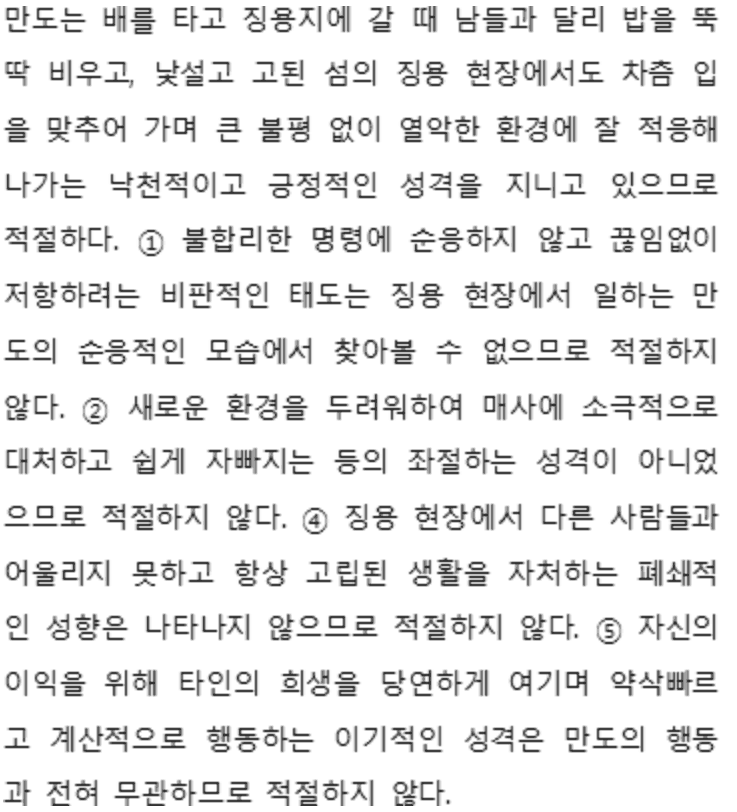 만도는 배를 타고 징용지에 갈 때 남들과 달리 밥을 뚝
딱 비우고, 낯설고 고된 섬의 징용 현장에서도 차츰 입
을 맞추어 가며 큰 불평 없이 열악한 환경에 잘 적응해
나가는 낙천적이고 긍정적인 성격을 지니고 있으므로
적절하다. ① 불합리한 명령에 순응하지 않고 끊임없이
저항하려는 비판적인 태도는 징용 현장에서 일하는 만
도의 순응적인 모습에서 찾아볼 수 없으므로 적절하지
않다. ② 새로운 환경을 두려워하여 매사에 소극적으로
대처하고 쉽게 자빠지는 등의 좌절하는 성격이 아니었
으므로 적절하지 않다. ④ 징용 현장에서 다른 사람들과
어울리지 못하고 항상 고립된 생활을 자처하는 폐쇄적
인 성향은 나타나지 않으므로 적절하지 않다. ⑤ 자신의
이익을 위해 타인의 희생을 당연하게 여기며 약삭빠르
고 계산적으로 행동하는 이기적인 성격은 만도의 행동
과 전혀 무관하므로 적절하지 않다.